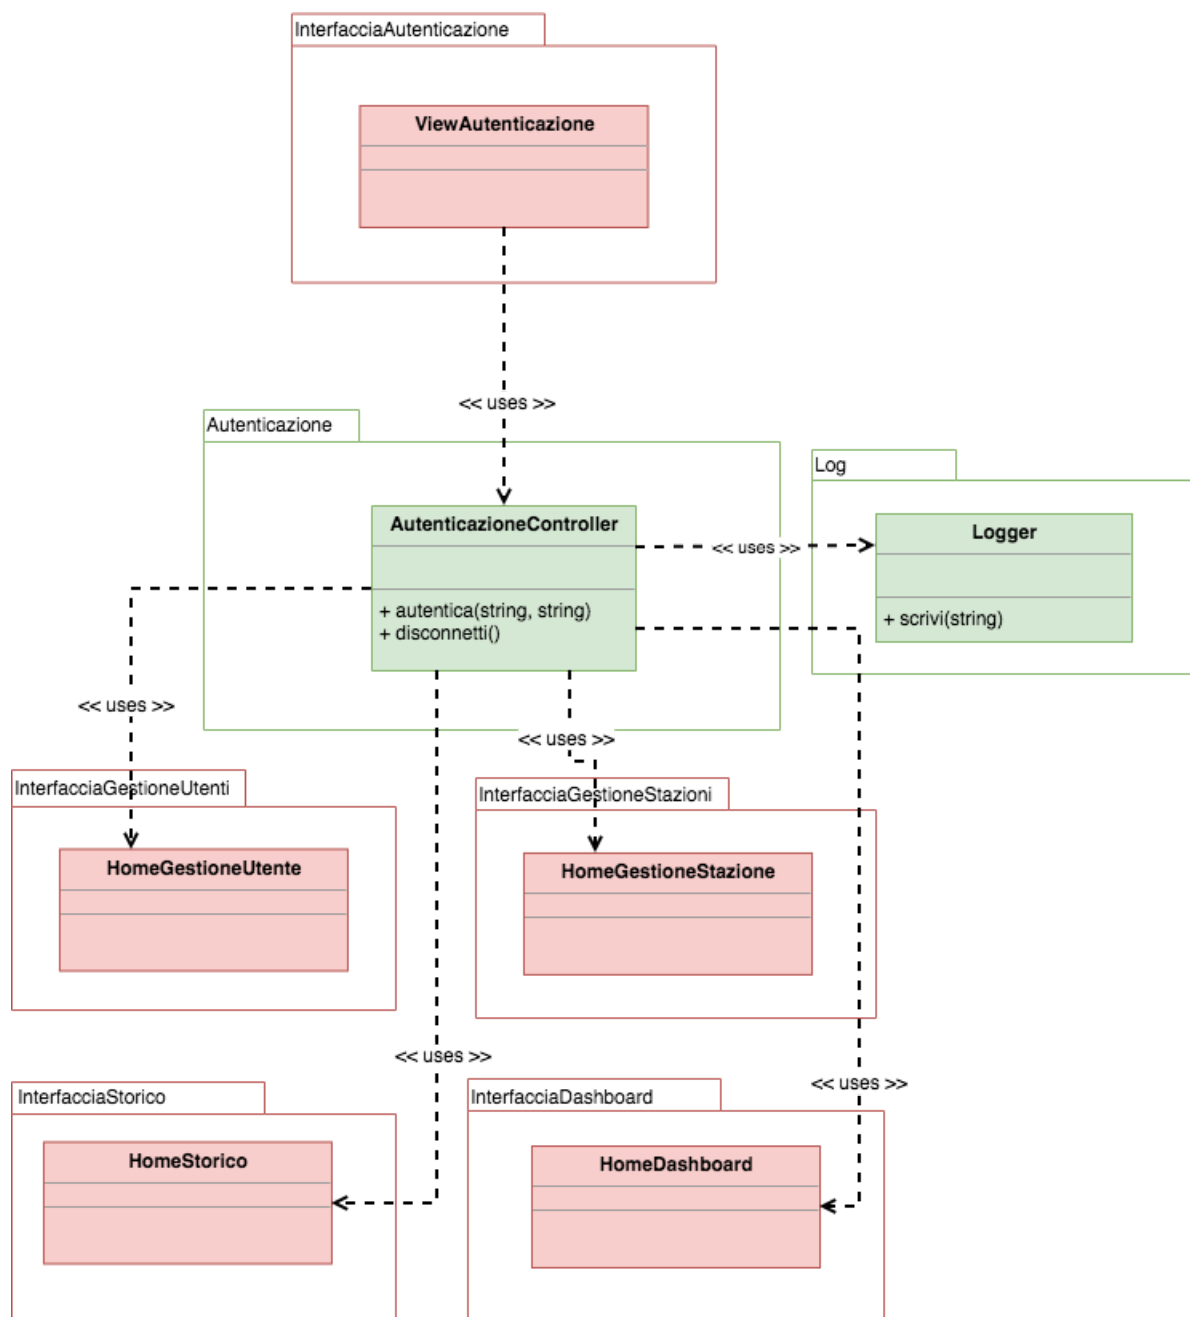 InterfacciaAutenticazione
ViewAutenticazione
<< uses >>
Autenticazione
Log
AutenticazioneController
+ autentica(string, string)
+ disconnetti()
<< uses >>
Logger
+ scrivi(string)
<< uses >>
<< uses >>
InterfacciaGestioneUtenti
HomeGestioneUtente
InterfacciaGestioneStazioni
HomeGestioneStazione
<< uses >>
<< uses >>
InterfacciaStorico
HomeStorico
InterfacciaDashboard
HomeDashboard